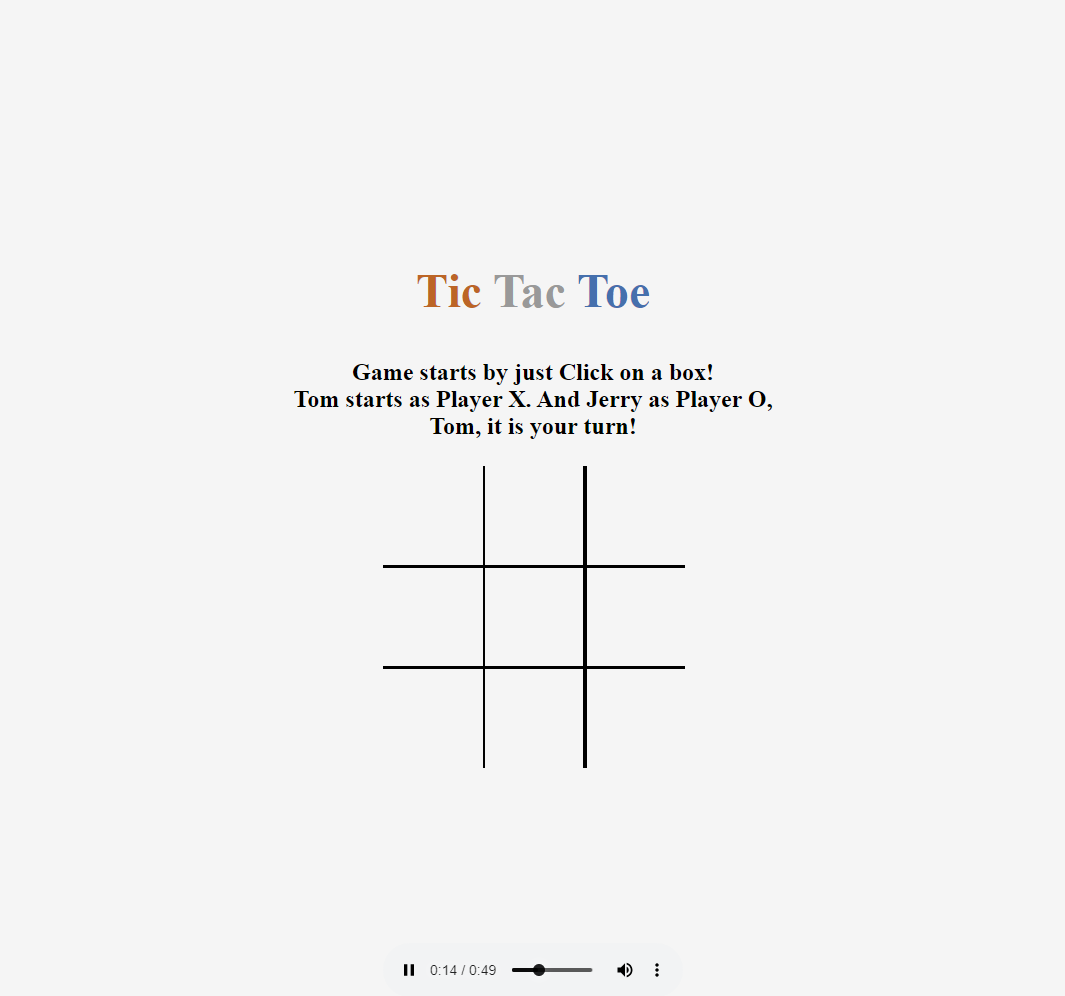 Tic Tac Toe
Game starts by just Click on a box!
Tom starts as Player X. And Jerry as Player O,
Tom, it is your turn!
0:14 / 0:49